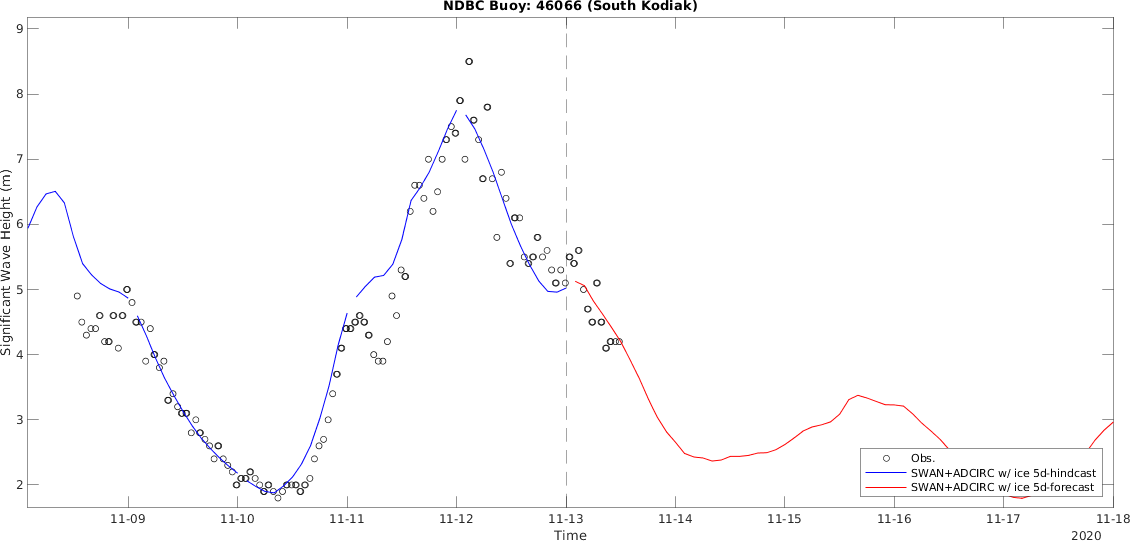 NDBC Buoy: 46066 (South Kodiak)
9
8
7
6
5
4
3
2
Significant Wave Height (m)
Obs.
SWAN+ADCIRC w/ ice 5d-hindcast
SWAN+ADCIRC w/ ice 5d-forecast
11-09 11-10 11-11 11-12 11-13 11-14 11-15 11-16 11-17 11-18
Time
2020